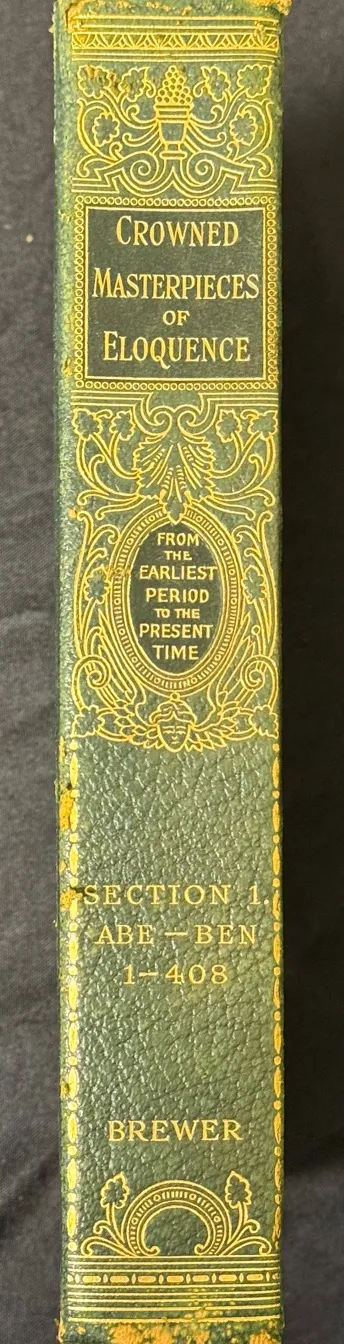 CROWNED
MASTERPIECES
OF
ELOQUENCE
FROM
THE
EARLIEST
PERIOD
TO THE
PRESENT
TIME
SECTION 1.
ABE — BEN
1–408
BREWER